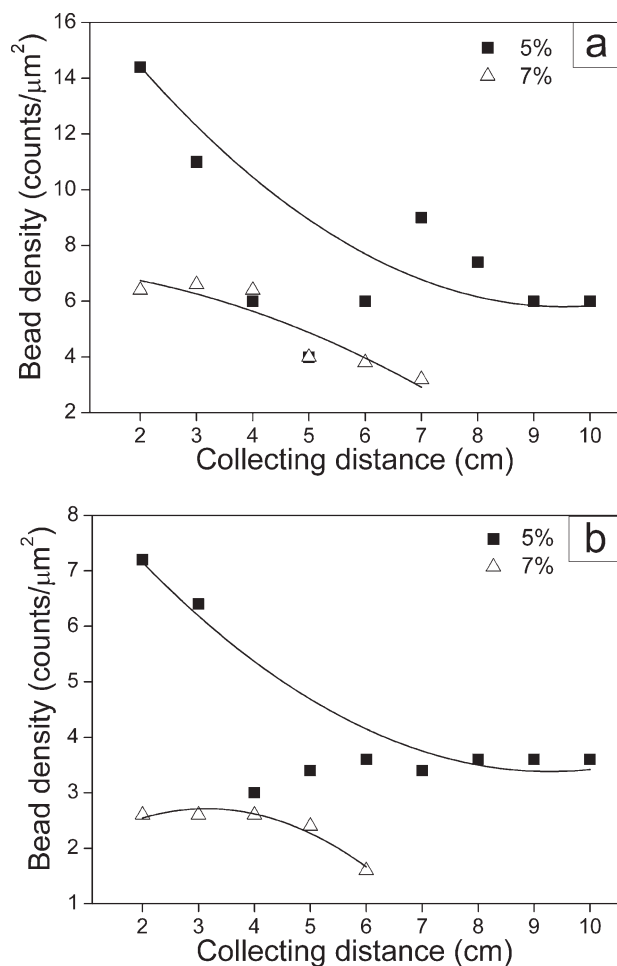 a
5%
7%
16
14
12
10
8
6
4
2
Bead density (counts/μm²)
2 3 4 5 6 7 8 9 10
Collecting distance (cm)
b
5%
7%
8
7
6
5
4
3
2
1
Bead density (counts/μm²)
2 3 4 5 6 7 8 9 10
Collecting distance (cm)